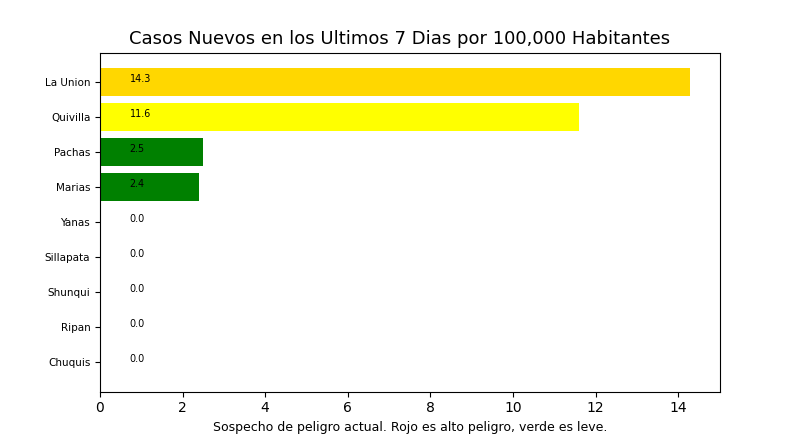 Casos Nuevos en los Ultimos 7 Dias por 100,000 Habitantes
La Union 14.3
Quivilla 11.6
Pachas 2.5
Marias 2.4
Yanas 0.0
Sillapata 0.0
Shunqui 0.0
Ripan 0.0
Chuquis 0.0
0 2 4 6 8 10 12 14
Sospecho de peligro actual. Rojo es alto peligro, verde es leve.